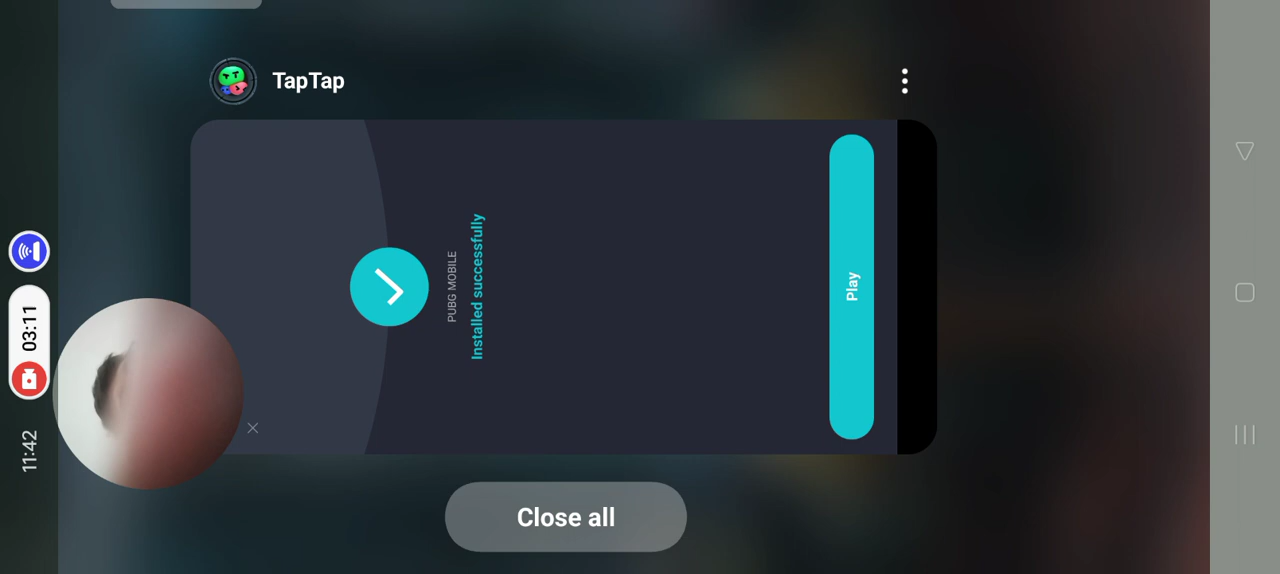 TapTap
PUBG MOBILE
Installed successfully
Play
Close all
03:11
11:42